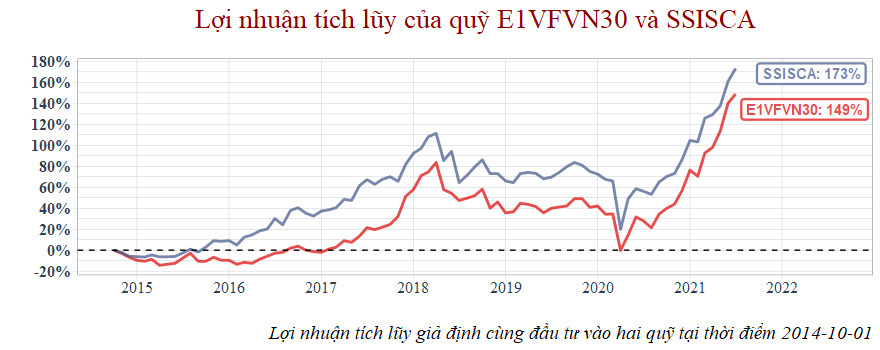 Lợi nhuận tích lũy của quỹ E1VFVN30 và SSISCA
180%
160%
140%
120%
100%
80%
60%
40%
20%
0%
-20%
SSISCA: 173%
E1VFVN30: 149%
2015 2016 2017 2018 2019 2020 2021 2022
Lợi nhuận tích lũy giả định cùng đầu tư vào hai quỹ tại thời điểm 2014-10-01